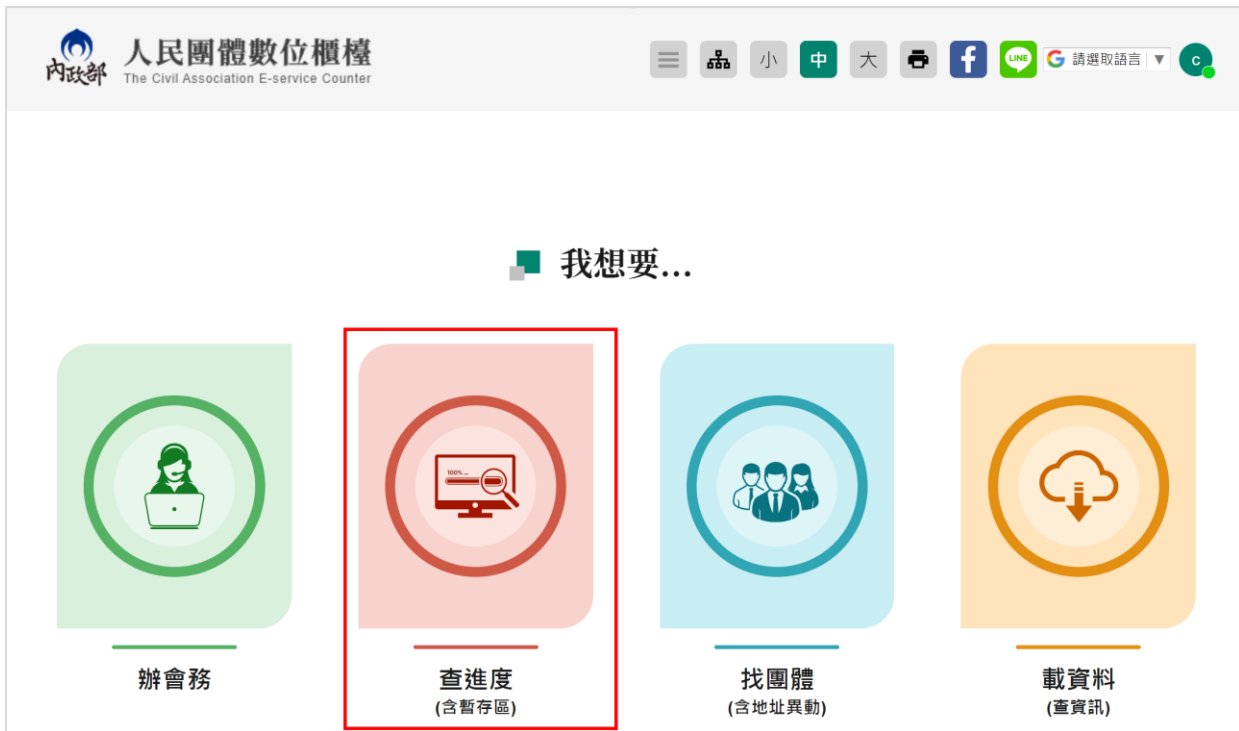 內政部
人民團體數位櫃檯
The Civil Association E-service Counter
小 中 大 LINE 請選取語言 ▼ c
我想要...
100%
辦會務
查進度
(含暫存區)
找團體
(含地址異動)
載資料
(查資訊)